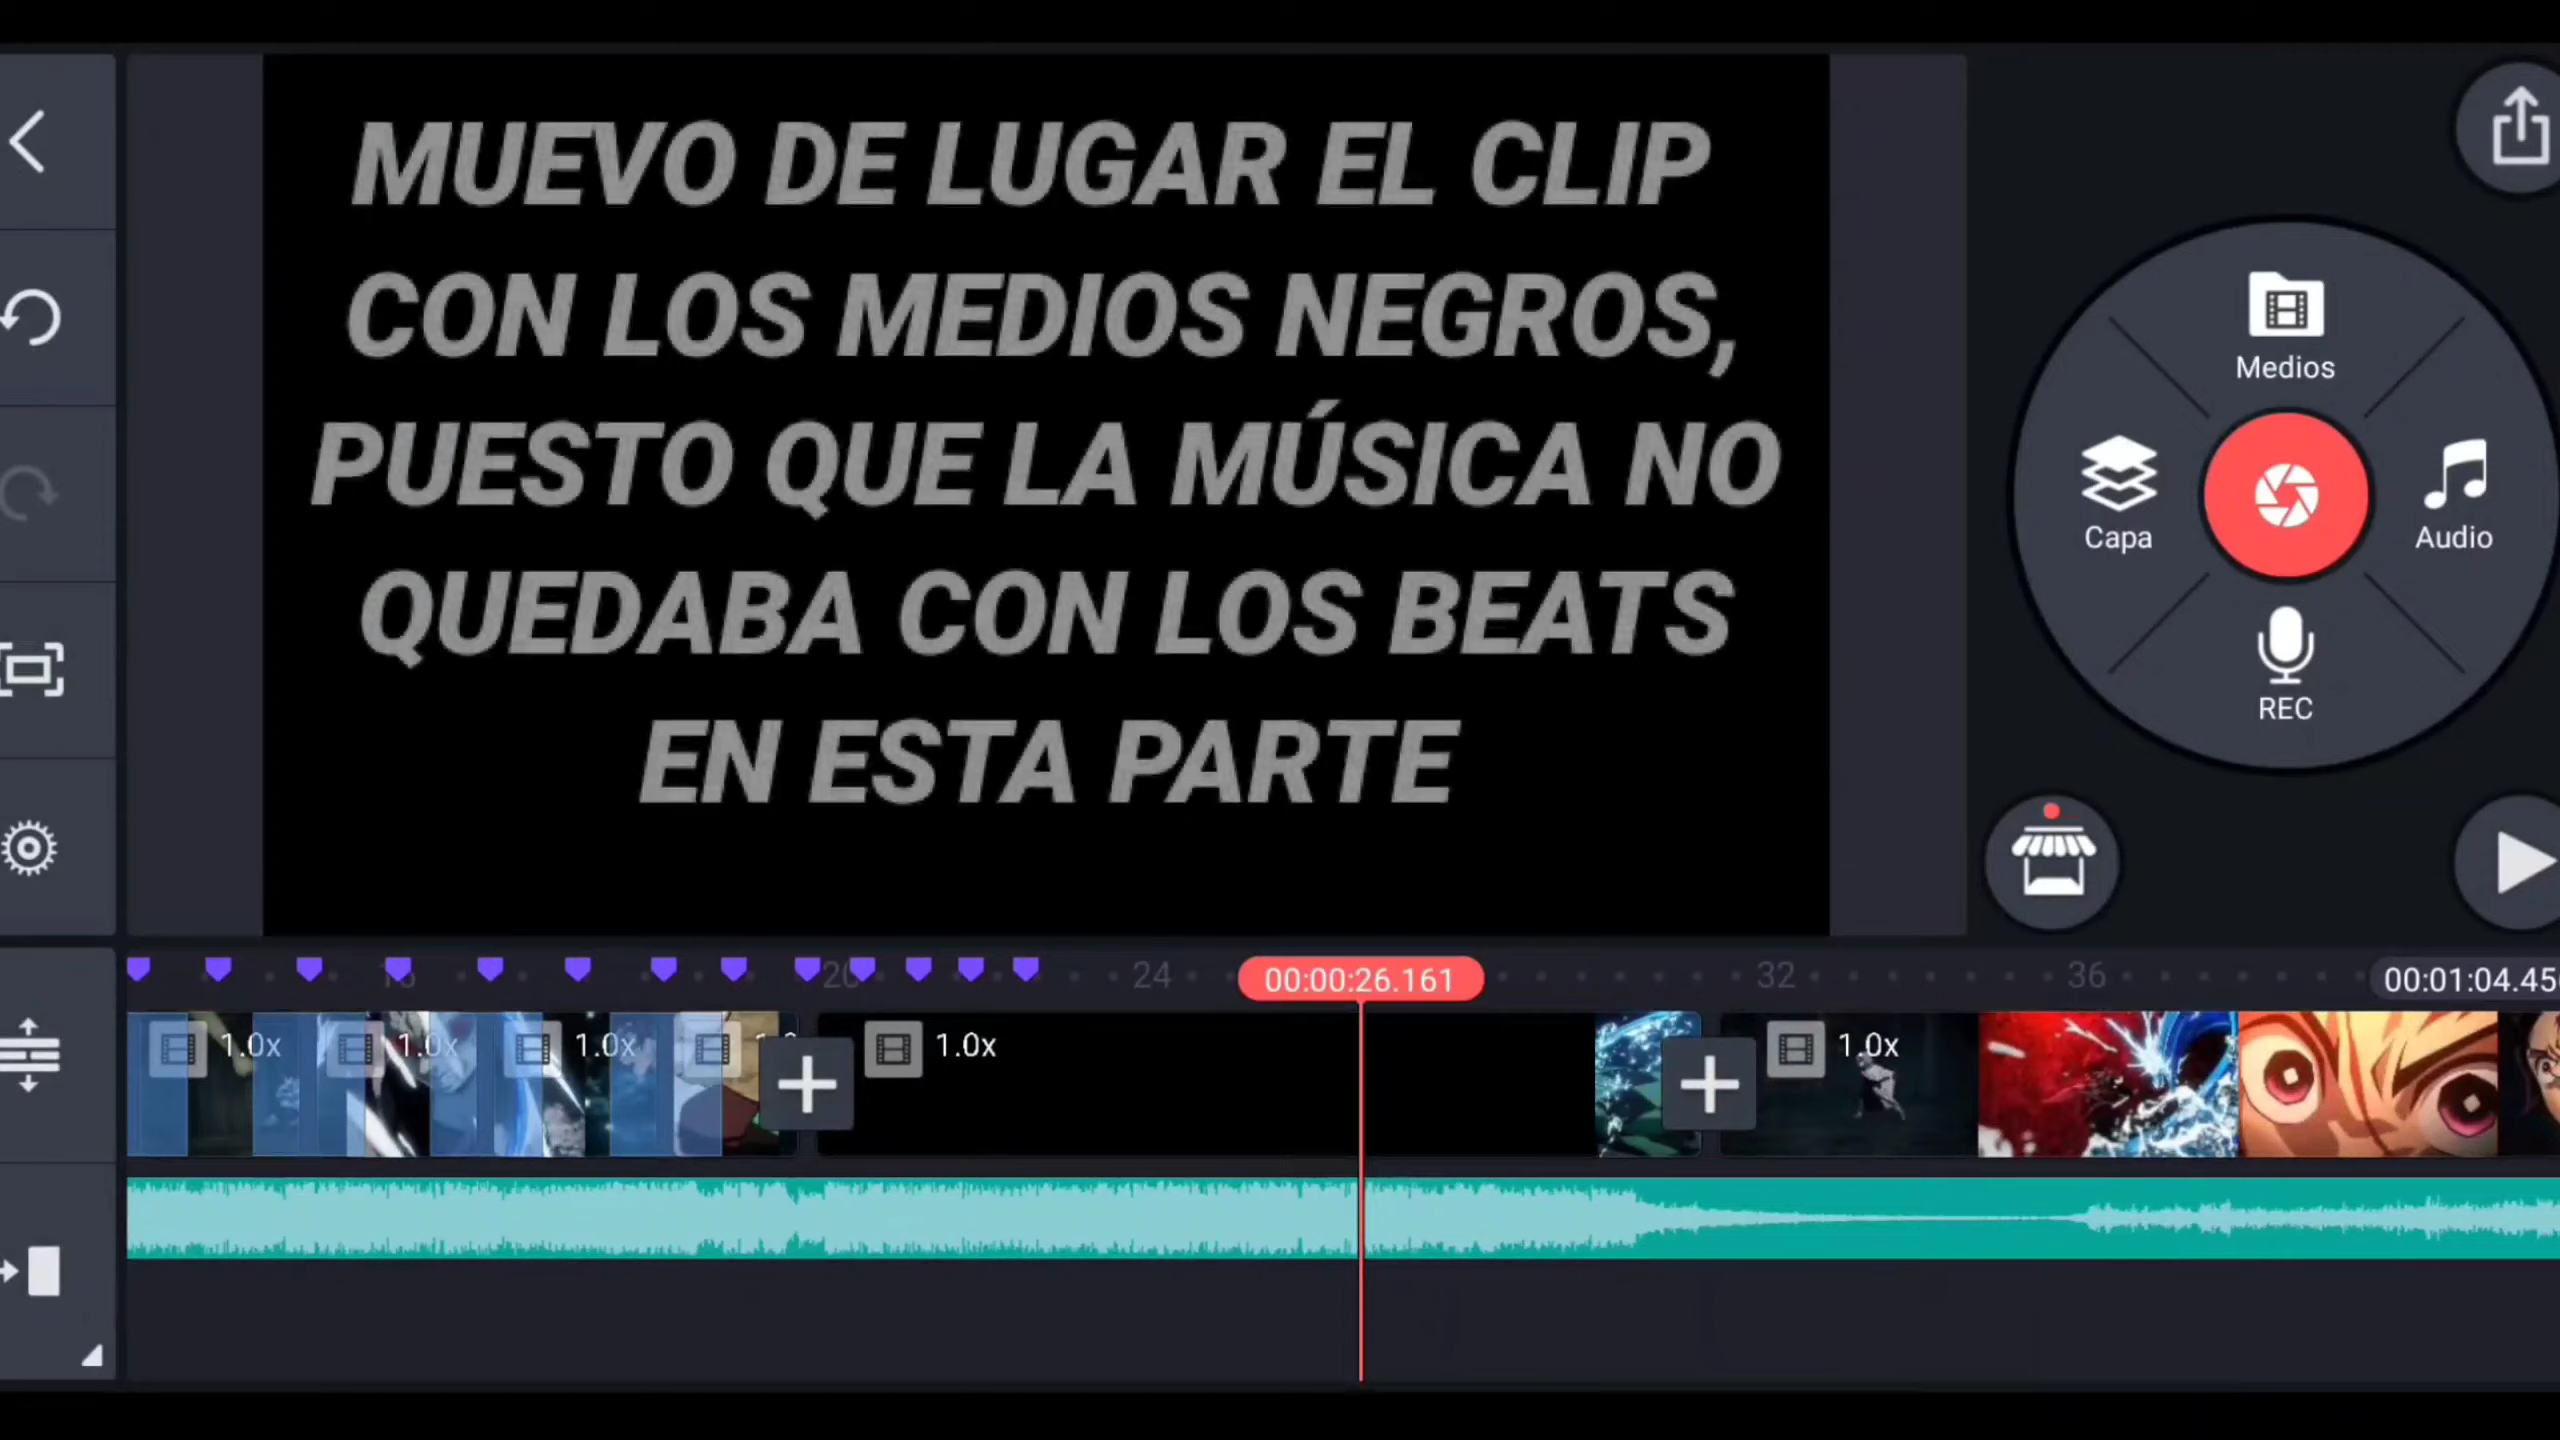 MUEVO DE LUGAR EL CLIP
CON LOS MEDIOS NEGROS,
PUESTO QUE LA MÚSICA NO
QUEDABA CON LOS BEATS
EN ESTA PARTE
Medios
Capa
Audio
REC
16
20
24
00:00:26.161
32
36
00:01:04.45
1.0x
1.0x
1.0x
1.0x
1.0x